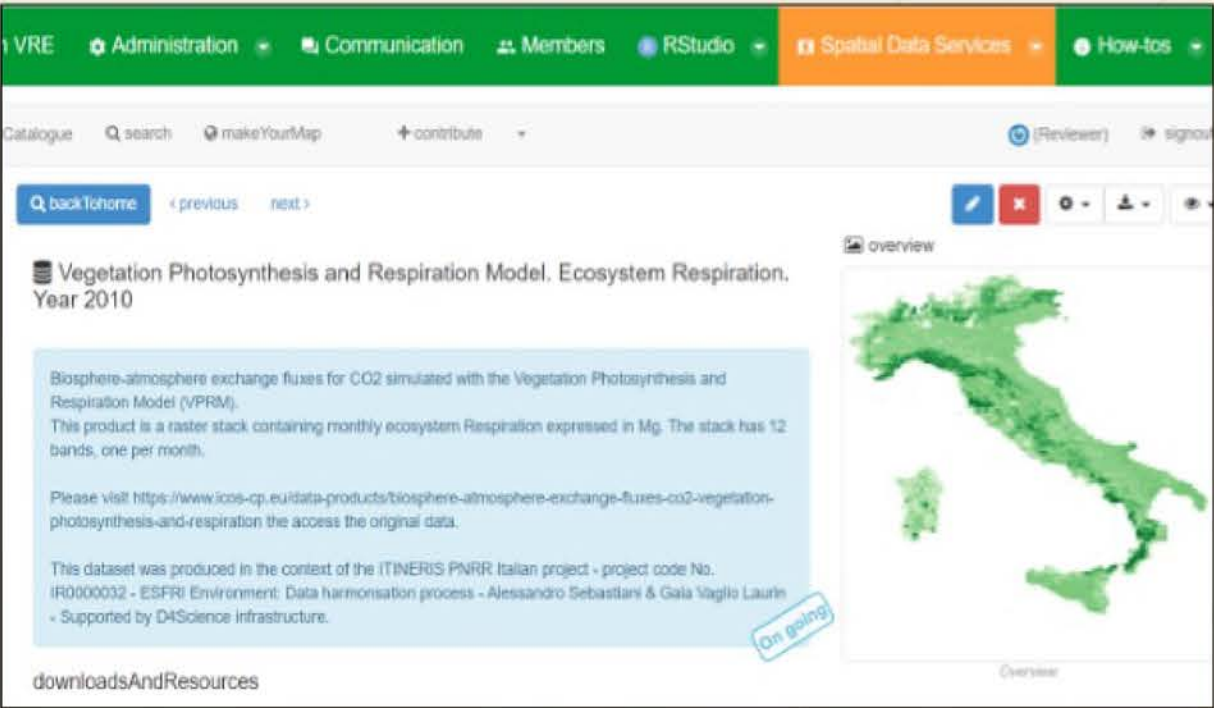 VRE Administration Communication Members RStudio Spatial Data Services How-tos
Catalogue search makeYourMap + contribute (Reviewer)
backTohome < previous next >
overview
Vegetation Photosynthesis and Respiration Model. Ecosystem Respiration.
Year 2010
Biosphere-atmosphere exchange fluxes for CO2 simulated with the Vegetation Photosynthesis and
Respiration Model (VPRM).
This product is a raster stack containing monthly ecosystem Respiration expressed in Mg. The stack has 12
bands, one per month.
Please visit https://www.icos-cp.eu/data-products/biosphere-atmosphere-exchange-fluxes-co2-vegetation-
photosynthesis-and-respiration the access the original data.
This dataset was produced in the context of the ITINERIS PNRR Italian project - project code No.
IR0000032 - ESFRI Environment: Data harmonisation process - Alessandro Sebastiani & Gaia Vaglio Laurin
- Supported by D4Science infrastructure.
On going
Overview
downloadsAndResources